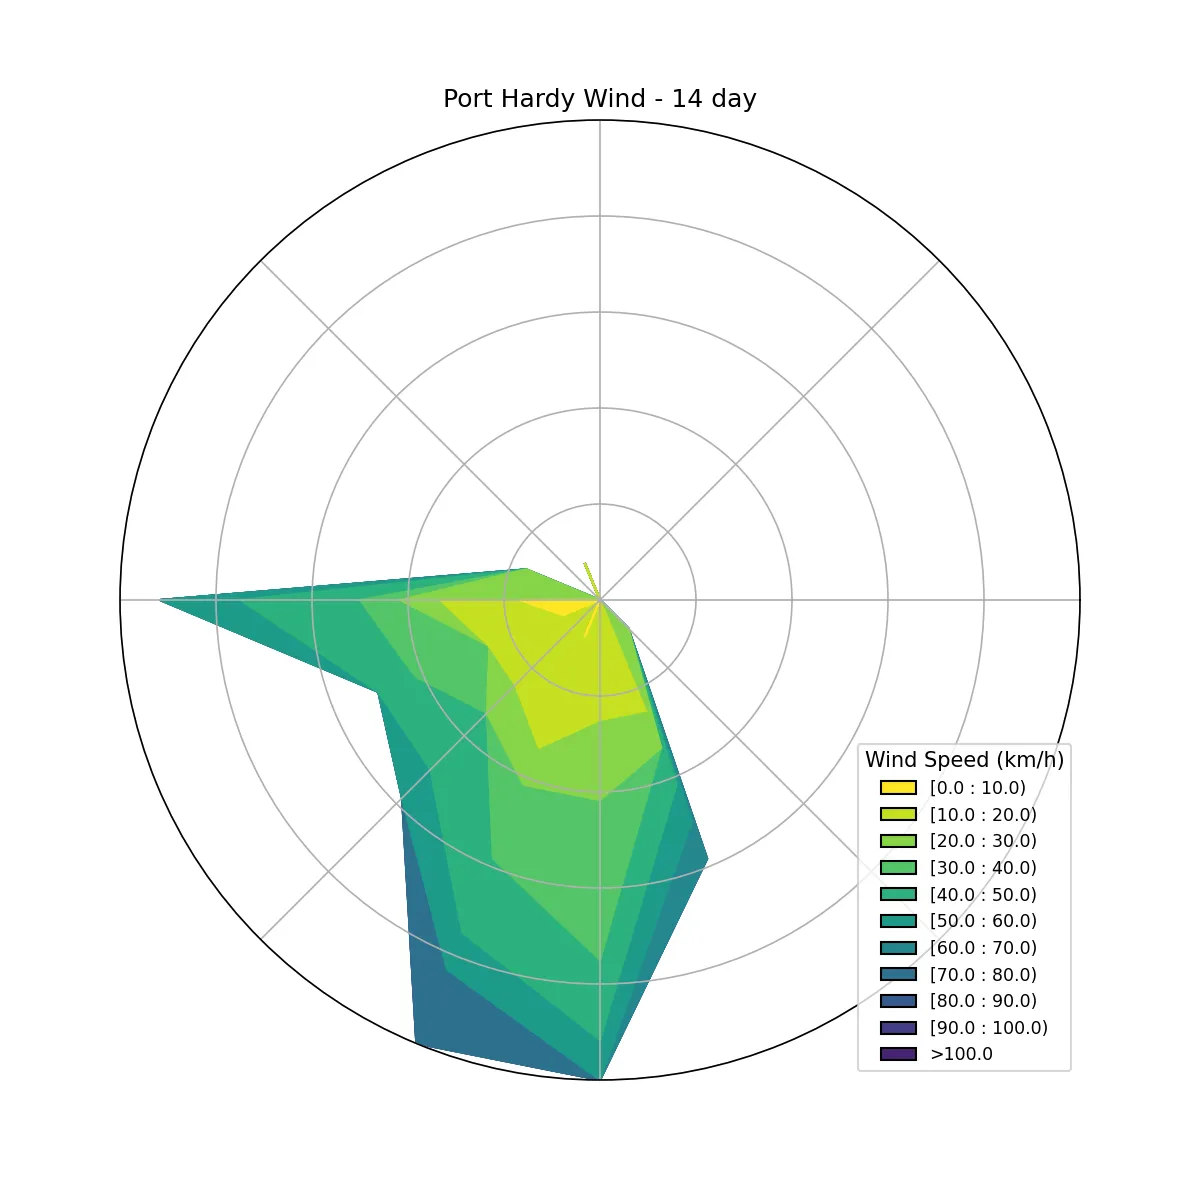 Port Hardy Wind - 14 day
Wind Speed (km/h)
[0.0 : 10.0)
[10.0 : 20.0)
[20.0 : 30.0)
[30.0 : 40.0)
[40.0 : 50.0)
[50.0 : 60.0)
[60.0 : 70.0)
[70.0 : 80.0)
[80.0 : 90.0)
[90.0 : 100.0)
>100.0